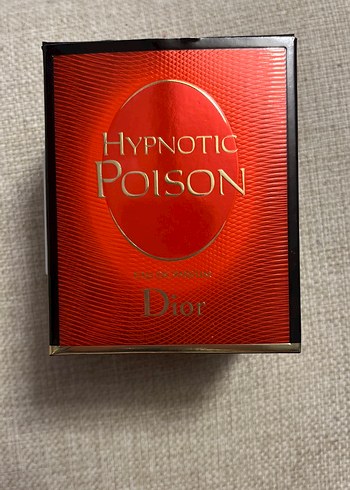 HYPNOTIC
POISON
EAU DE PARFUM
Dior